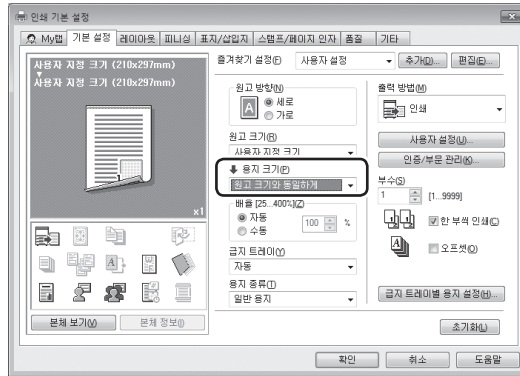 인쇄 기본 설정
My탭 기본 설정 레이아웃 피니싱 표지/삽입지 스탬프/페이지 인자 품질 기타
사용자 지정 크기 (210x297mm)
사용자 지정 크기 (210x297mm)
1
x1
본체 보기(V) 본체 정보(I)
즐겨찾기 설정(F) 사용자 설정 추가(D)... 편집(E)...
원고 방향(N)
A 세로
가로
원고 크기(R)
사용자 지정 크기
용지 크기(P)
원고 크기와 동일하게
배율 [25...400%](Z)
자동
수동
100 %
급지 트레이(Y)
자동
용지 종류(T)
일반 용지
출력 방법(M)
인쇄
사용자 설정(U)...
인증/부문 관리(K)...
부수(S)
1 [1...9999]
한 부씩 인쇄(C)
오프셋(O)
급지 트레이별 용지 설정(H)...
초기화(L)
확인 취소 도움말